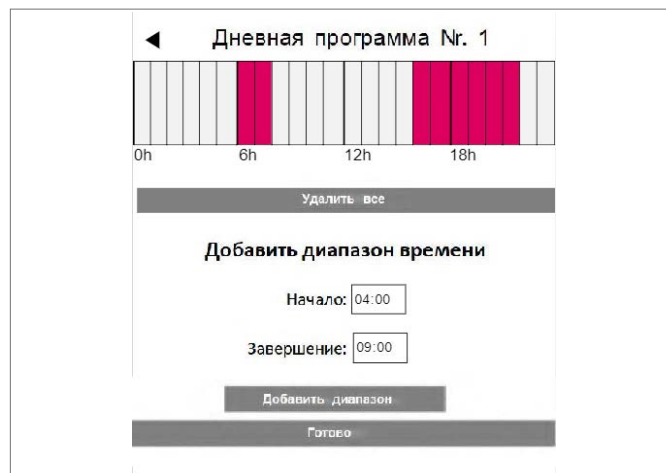 ◀ Дневная программа Nr. 1
0h 6h 12h 18h
Удалить все
Добавить диапазон времени
Начало: 04:00
Завершение: 09:00
Добавить диапазон
Готово